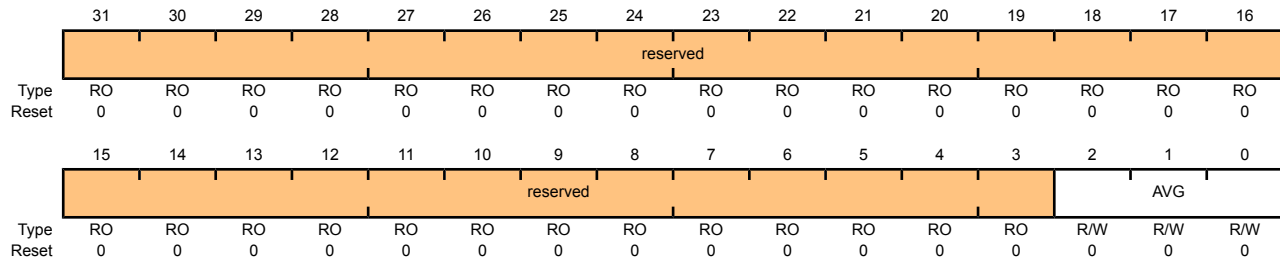 31 30 29 28 27 26 25 24 23 22 21 20 19 18 17 16
reserved
Type RO RO RO RO RO RO RO RO RO RO RO RO RO RO RO RO
Reset 0 0 0 0 0 0 0 0 0 0 0 0 0 0 0 0
15 14 13 12 11 10 9 8 7 6 5 4 3 2 1 0
reserved AVG
Type RO RO RO RO RO RO RO RO RO RO RO RO RO R/W R/W R/W
Reset 0 0 0 0 0 0 0 0 0 0 0 0 0 0 0 0